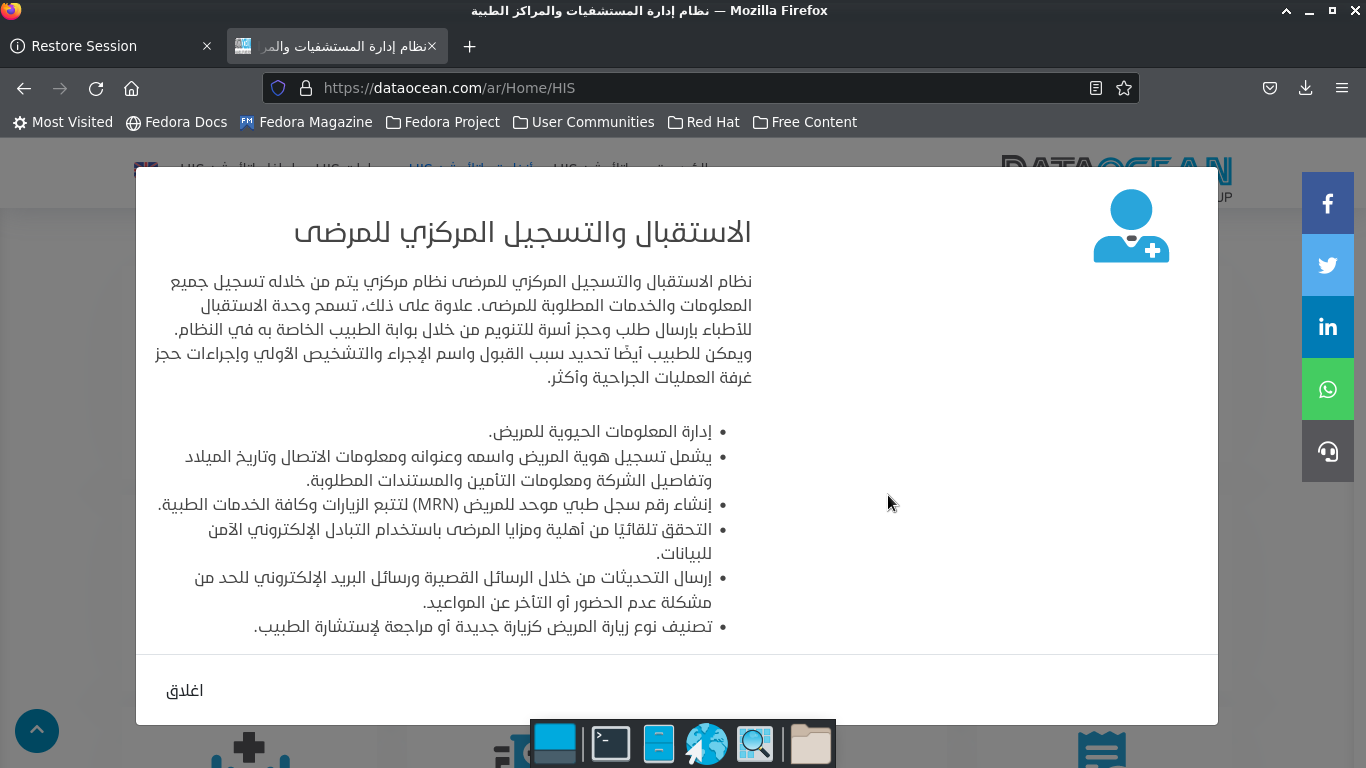 نظام إدارة المستشفيات والمراكز الطبية — Mozilla Firefox
Restore Session
نظام إدارة المستشفيات والمرا
https://dataocean.com/ar/Home/HIS
Most Visited
Fedora Docs
Fedora Magazine
Fedora Project
User Communities
Red Hat
Free Content
DATAOCEAN
الاستقبال والتسجيل المركزي للمرضى
نظام الاستقبال والتسجيل المركزي للمرضى نظام مركزي يتم من خلاله تسجيل جميع
المعلومات والخدمات المطلوبة للمرضى. علاوة على ذلك، تسمح وحدة الاستقبال
للأطباء بإرسال طلب وحجز أسرة للتنويم من خلال بوابة الطبيب الخاصة به في النظام.
ويمكن للطبيب أيضًا تحديد سبب القبول واسم الإجراء والتشخيص الأولي وإجراءات حجز
غرفة العمليات الجراحية وأكثر.
• إدارة المعلومات الحيوية للمريض.
• يشمل تسجيل هوية المريض واسمه وعنوانه ومعلومات الاتصال وتاريخ الميلاد
وتفاصيل الشركة ومعلومات التأمين والمستندات المطلوبة.
• إنشاء رقم سجل طبي موحد للمريض (MRN) لتتبع الزيارات وكافة الخدمات الطبية.
• التحقق تلقائيًا من أهلية ومزايا المرضى باستخدام التبادل الإلكتروني الآمن
للبيانات.
• إرسال التحديثات من خلال الرسائل القصيرة ورسائل البريد الإلكتروني للحد من
مشكلة عدم الحضور أو التأخر عن المواعيد.
• تصنيف نوع زيارة المريض كزيارة جديدة أو مراجعة لإستشارة الطبيب.
اغلاق